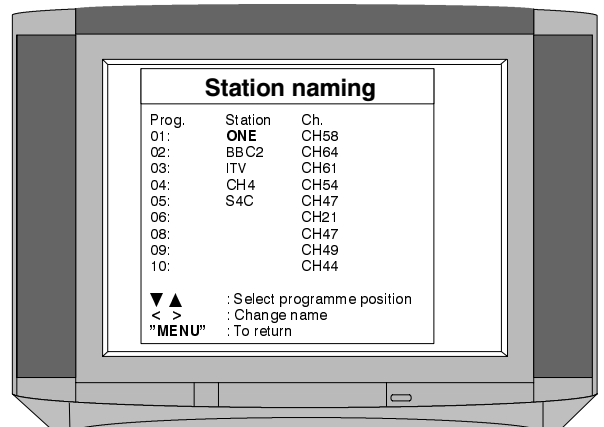 Station naming
Prog. Station Ch.
01: ONE CH58
02: BBC2 CH64
03: ITV CH61
04: CH4 CH54
05: S4C CH47
06: CH21
08: CH47
09: CH49
10: CH44
▼ ▲ : Select programme position
< > : Change name
"MENU" : To return